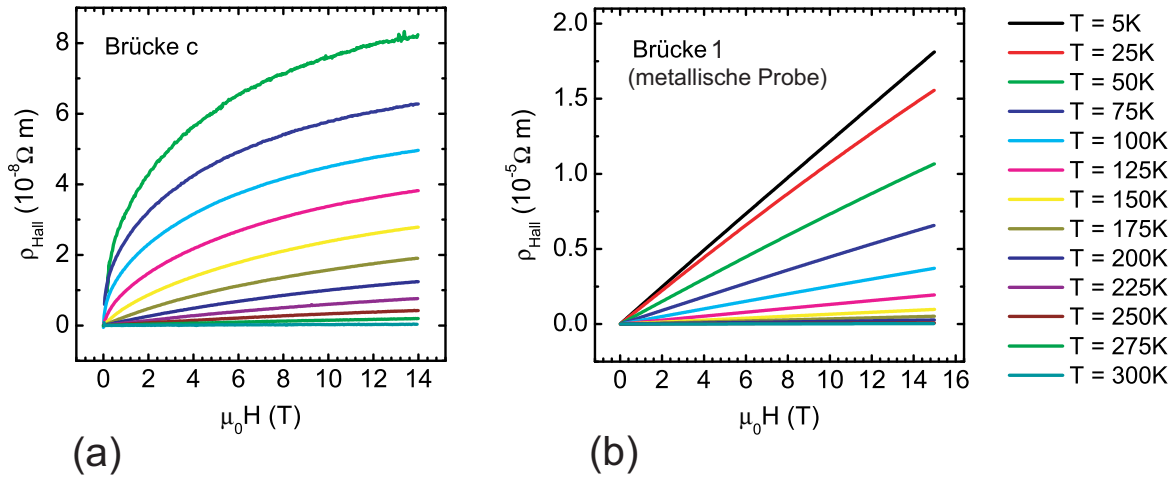 Brücke c
ρHall (10-8Ω m)
8
6
4
2
0
0 2 4 6 8 10 12 14
μ0H (T)
(a)
Brücke 1
(metallische Probe)
ρHall (10-5Ω m)
2.0
1.5
1.0
0.5
0.0
0 2 4 6 8 10 12 14 16
μ0H (T)
(b)
T = 5K
T = 25K
T = 50K
T = 75K
T = 100K
T = 125K
T = 150K
T = 175K
T = 200K
T = 225K
T = 250K
T = 275K
T = 300K